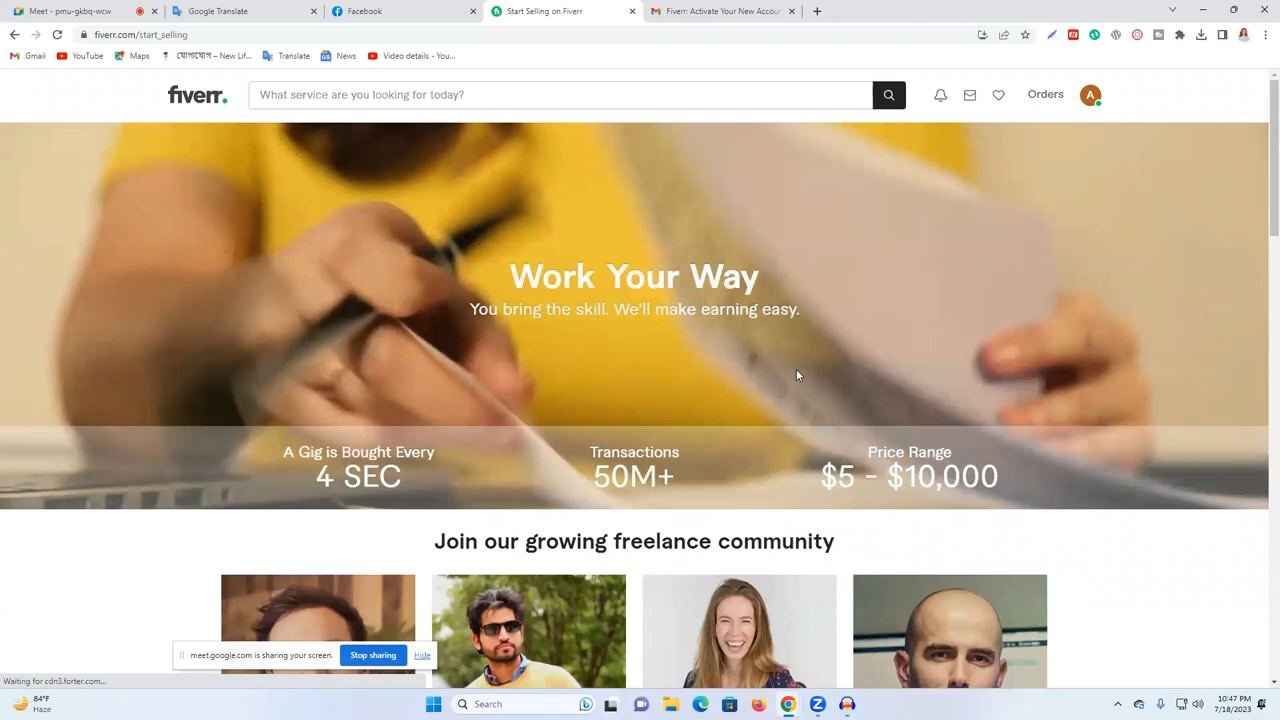 Meet - pmu-gkbq-wv
Google Translate
Facebook
Start Selling on Fiverr
Fiverr: Activate Your New Accou
fiverr.com/start_selling
Gmail
YouTube
Maps
যোগাযোগ – New Lif...
Translate
News
Video details - You...
fiverr.
What service are you looking for today?
Orders
A
Work Your Way
You bring the skill. We'll make earning easy.
A Gig is Bought Every
4 SEC
Transactions
50M+
Price Range
$5 - $10,000
Join our growing freelance community
meet.google.com is sharing your screen.
Stop sharing
Hide
Waiting for cdn3.forter.com...
84°F
Haze
Search
10:47 PM
7/18/2023